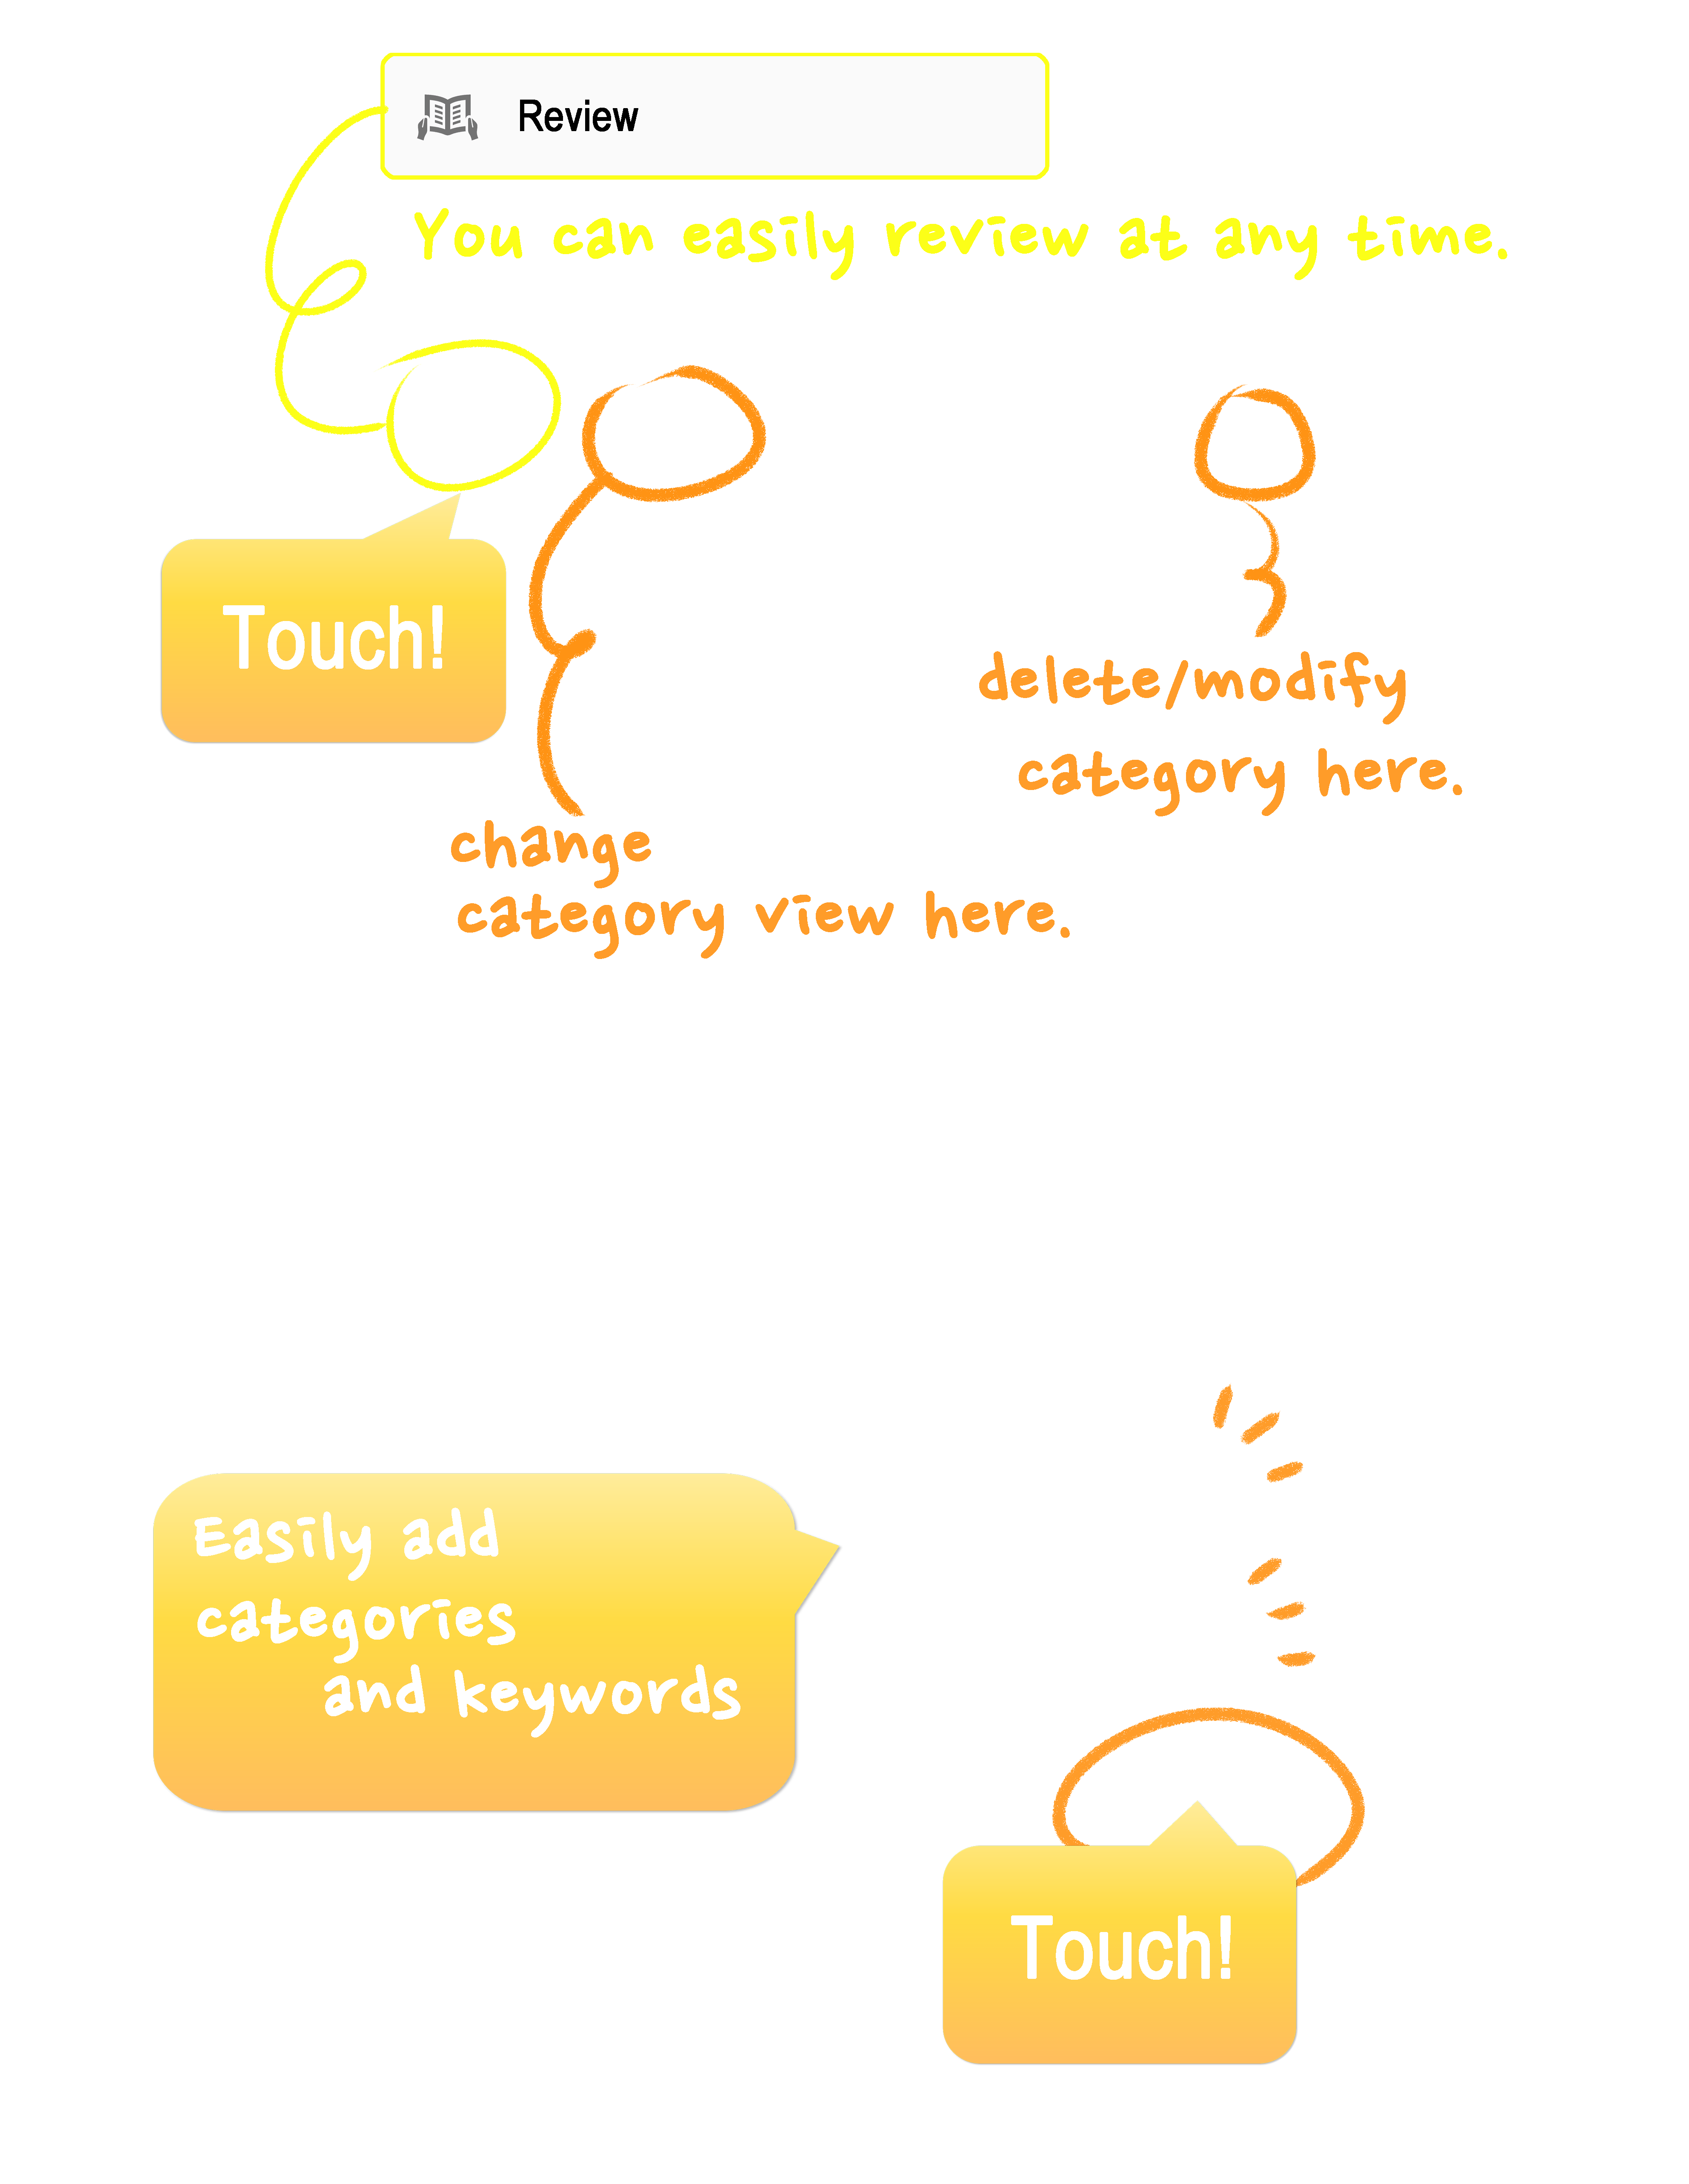 Review
You can easily review at any time.
Touch!
delete/modify
category here.
change
category view here.
Easily add
categories
and keywords
Touch!